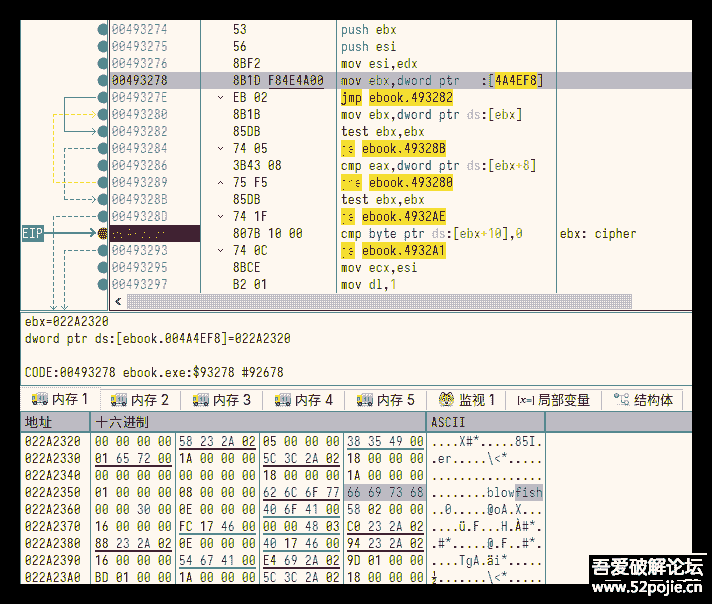 00493274 53 push ebx
00493275 56 push esi
00493276 8BF2 mov esi,edx
00493278 8B1D F84E4A00 mov ebx,dword ptr :[4A4EF8]
0049327E EB 02 jmp ebook.493282
00493280 8B1B mov ebx,dword ptr ds:[ebx]
00493282 85DB test ebx,ebx
00493284 74 05 ebook.49328B
00493286 3B43 08 cmp eax,dword ptr ds:[ebx+8]
00493289 75 F5 ebook.493280
0049328B 85DB test ebx,ebx
0049328D 74 1F ebook.4932AE
EIP 807B 10 00 cmp byte ptr ds:[ebx+10],0 ebx: cipher
00493293 74 0C ebook.4932A1
00493295 8BCE mov ecx,esi
00493297 B2 01 mov dl,1
ebx=022A2320
dword ptr ds:[ebook.004A4EF8]=022A2320
CODE:00493278 ebook.exe:$93278 #92678
内存 1 内存 2 内存 3 内存 4 内存 5 监视 1 [x=] 局部变量 结构体
地址 十六进制 ASCII
022A2320 00 00 00 00 58 23 2A 02 05 00 00 00 38 35 49 00 ....X#*.....85I.
022A2330 01 65 72 00 1A 00 00 00 5C 3C 2A 02 18 00 00 00 .er.....\<*.....
022A2340 00 00 00 00 00 00 00 00 18 00 00 00 1A 00 00 00 ................
022A2350 01 00 00 00 08 00 00 00 62 6C 6F 77 66 69 73 68 ........blowfish
022A2360 00 00 30 00 0E 00 00 00 40 6F 41 00 58 02 00 00 ..0.....@oA.X...
022A2370 16 00 00 00 FC 17 46 00 00 00 48 03 C0 23 2A 02 ....ü.F...H.À#*.
022A2380 88 23 2A 02 0E 00 00 00 40 17 46 00 94 23 2A 02 .#*.....@.F..#*.
022A2390 16 00 00 00 54 67 41 00 E4 69 2A 02 9D 01 00 00 ....TgA.äi*.....
022A23A0 BD 01 00 00 1A 00 00 00 5C 3C 2A 02 18 00 00 00 ½.......\<*.....
吾爱破解论坛
www.52pojie.cn